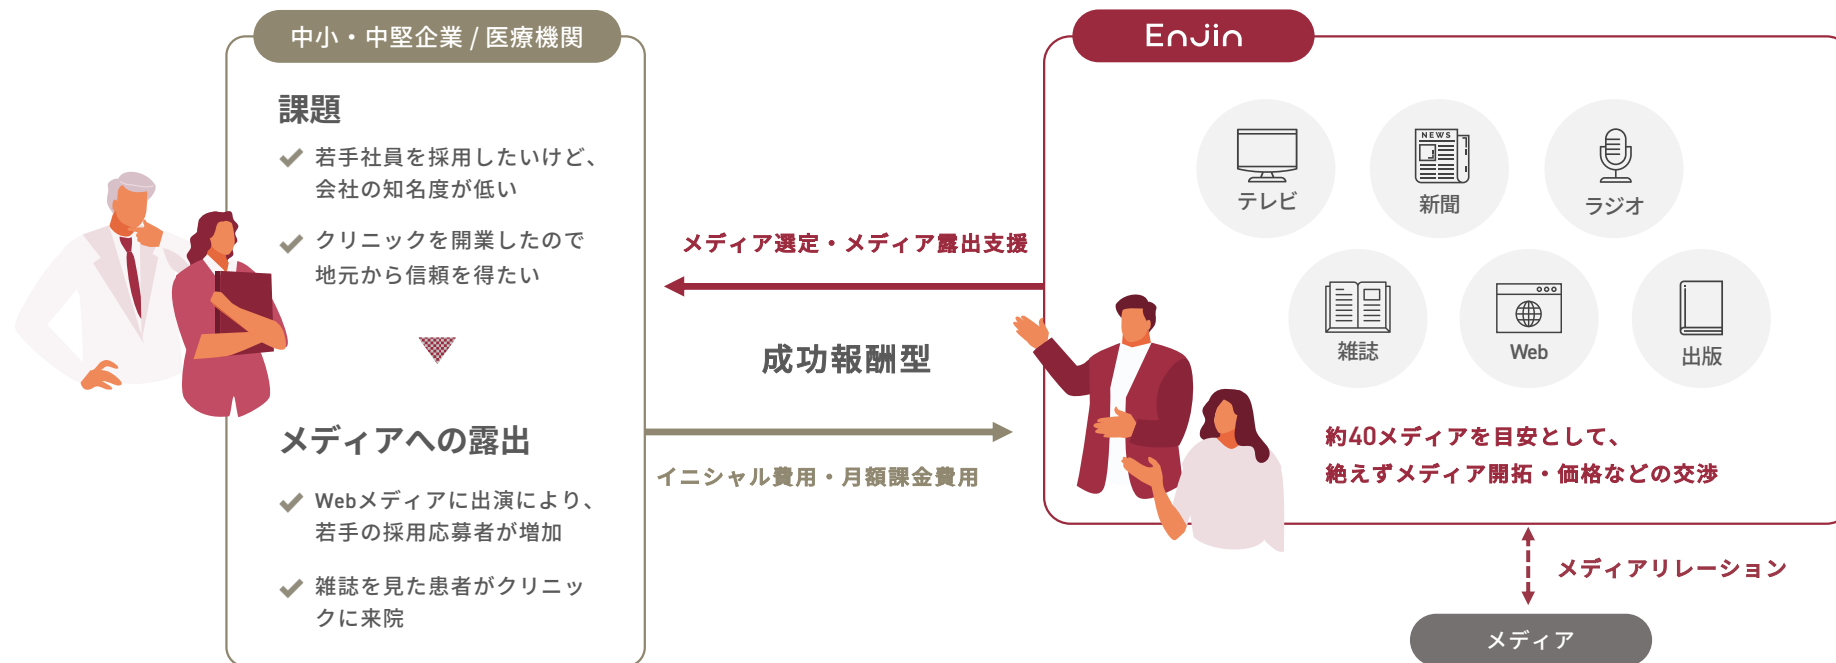 中小・中堅企業 / 医療機関
課題
若手社員を採用したいけど、
会社の知名度が低い
クリニックを開業したので
地元から信頼を得たい
メディアへの露出
Webメディアに出演により、
若手の採用応募者が増加
雑誌を見た患者がクリニッ
クに来院
メディア選定・メディア露出支援
成功報酬型
イニシャル費用・月額課金費用
Enjin
テレビ
NEWS
新聞
ラジオ
雑誌
Web
出版
約40メディアを目安として、
絶えずメディア開拓・価格などの交渉
メディアリレーション
メディア